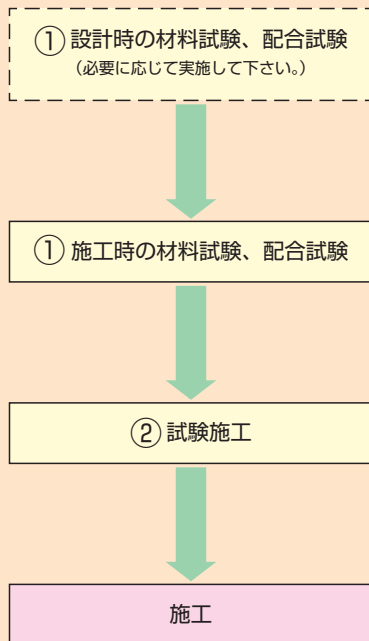 ① 設計時の材料試験、配合試験
（必要に応じて実施して下さい。）
① 施工時の材料試験、配合試験
② 試験施工
施工